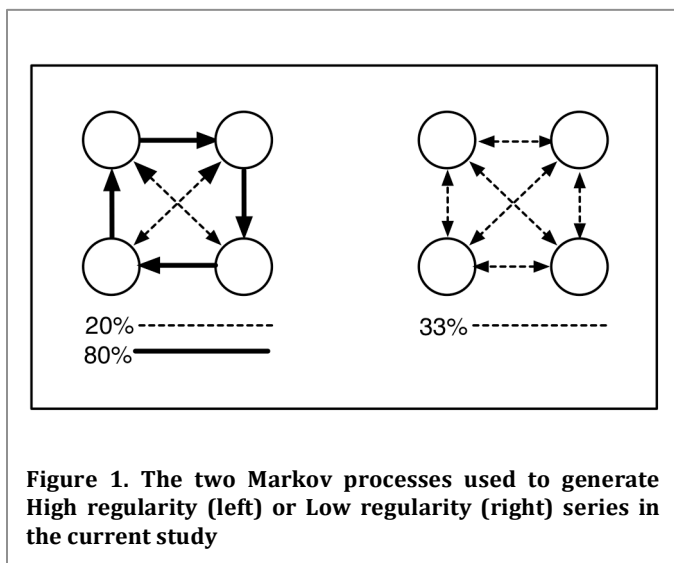 20%
80%
33%
Figure 1. The two Markov processes used to generate
High regularity (left) or Low regularity (right) series in
the current study